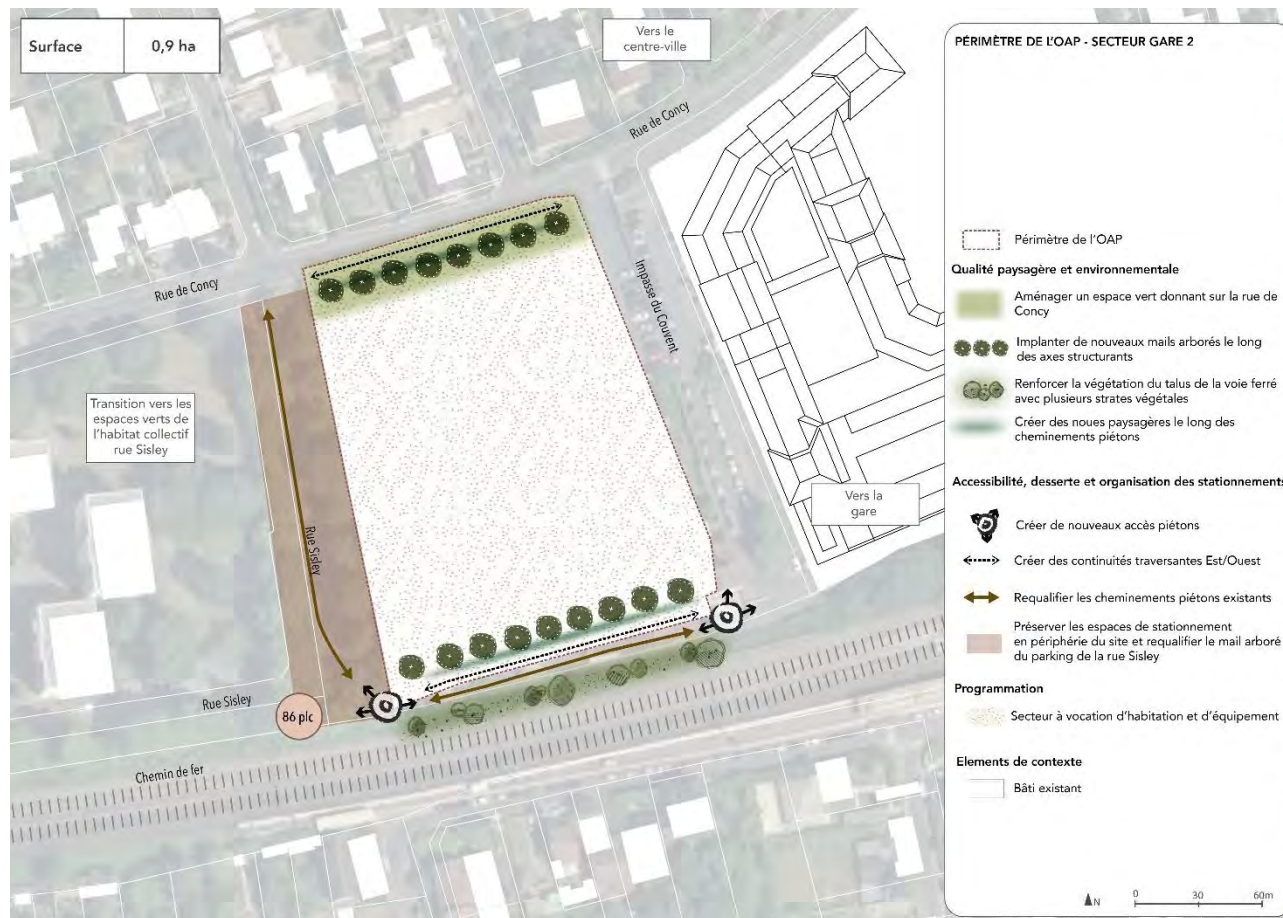 Surface
0,9 ha
Vers le
centre-ville
Rue de Concy
Rue de Concy
Impasse du Couvent
Transition vers les
espaces verts de
l'habitat collectif
rue Sisley
Vers la
gare
Rue Sisley
Rue Sisley
86 plc
Chemin de fer
PÉRIMÈTRE DE L'OAP - SECTEUR GARE 2
Périmètre de l'OAP
Qualité paysagère et environnementale
Aménager un espace vert donnant sur la rue de
Concy
Implanter de nouveaux mails arborés le long
des axes structurants
Renforcer la végétation du talus de la voie ferré
avec plusieurs strates végétales
Créer des noues paysagères le long des
cheminements piétons
Accessibilité, desserte et organisation des stationnements
Créer de nouveaux accès piétons
Créer des continuités traversantes Est/Ouest
Requalifier les cheminements piétons existants
Préserver les espaces de stationnement
en périphérie du site et requalifier le mail arboré
du parking de la rue Sisley
Programmation
Secteur à vocation d'habitation et d'équipement
Elements de contexte
Bâti existant
N
0
30
60m